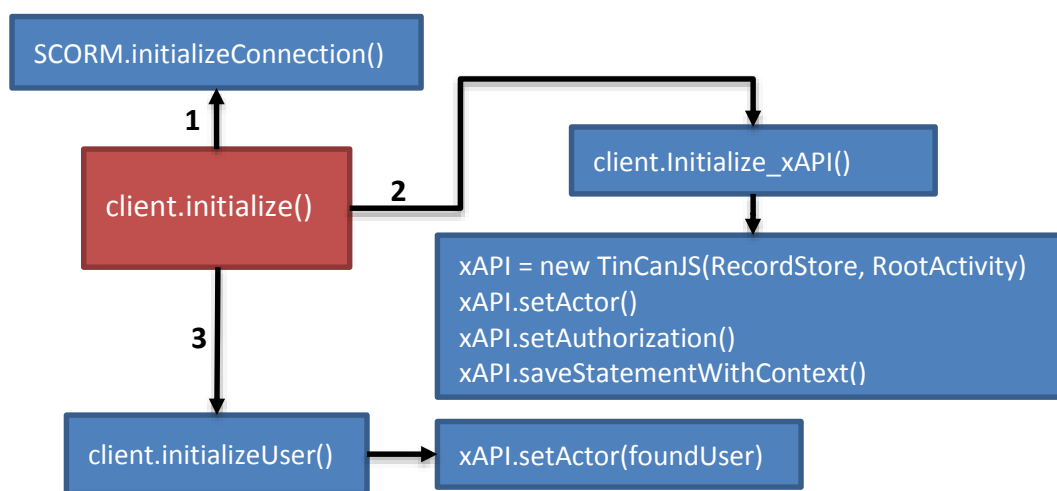 SCORM.initializeConnection()
1
client.initialize()
2
client.Initialize_xAPI()
xAPI = new TinCanJS(RecordStore, RootActivity)
xAPI.setActor()
xAPI.setAuthorization()
xAPI.saveStatementWithContext()
3
client.initializeUser()
xAPI.setActor(foundUser)